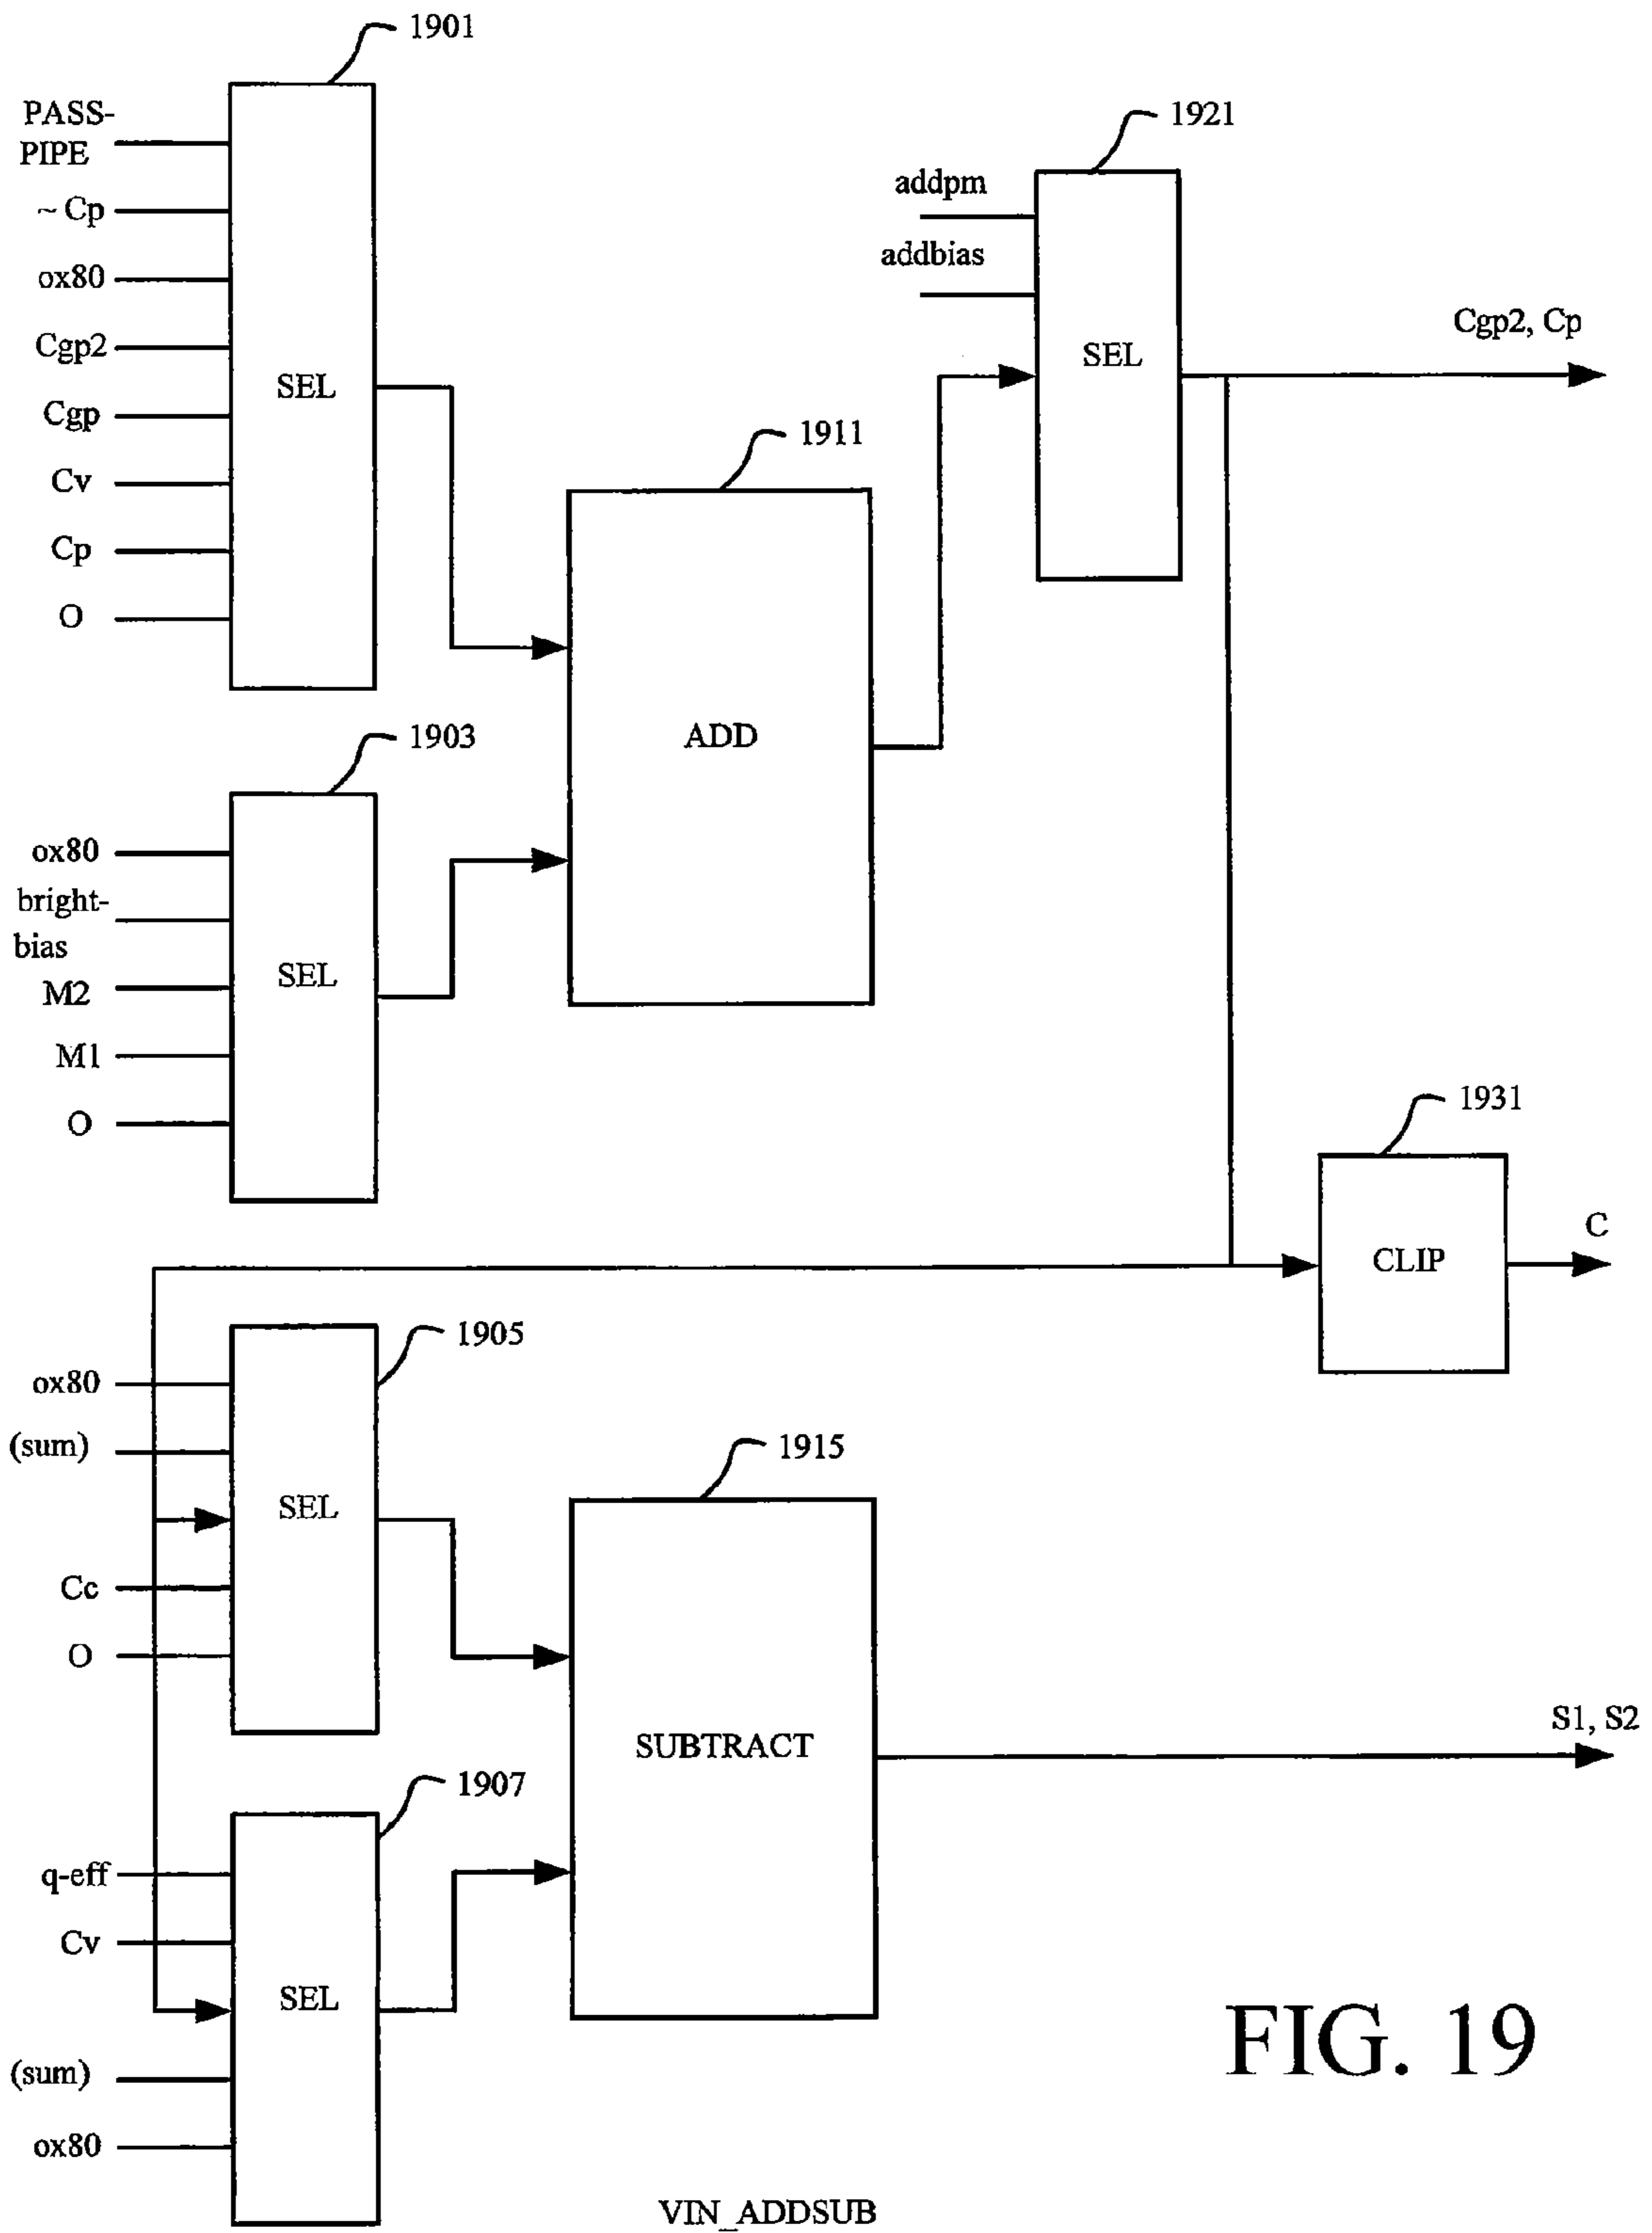 1901
PASS-
PIPE
~ Cp
ox80
Cgp2
Cgp
Cv
Cp
O
SEL
1921
addpm
addbias
SEL
Cgp2, Cp
1911
ADD
1903
ox80
bright-
bias
M2
M1
O
SEL
1931
CLIP
C
1905
ox80
(sum)
Cc
O
SEL
1915
SUBTRACT
S1, S2
1907
q-eff
Cv
(sum)
ox80
SEL
FIG. 19
VIN_ADDSUB